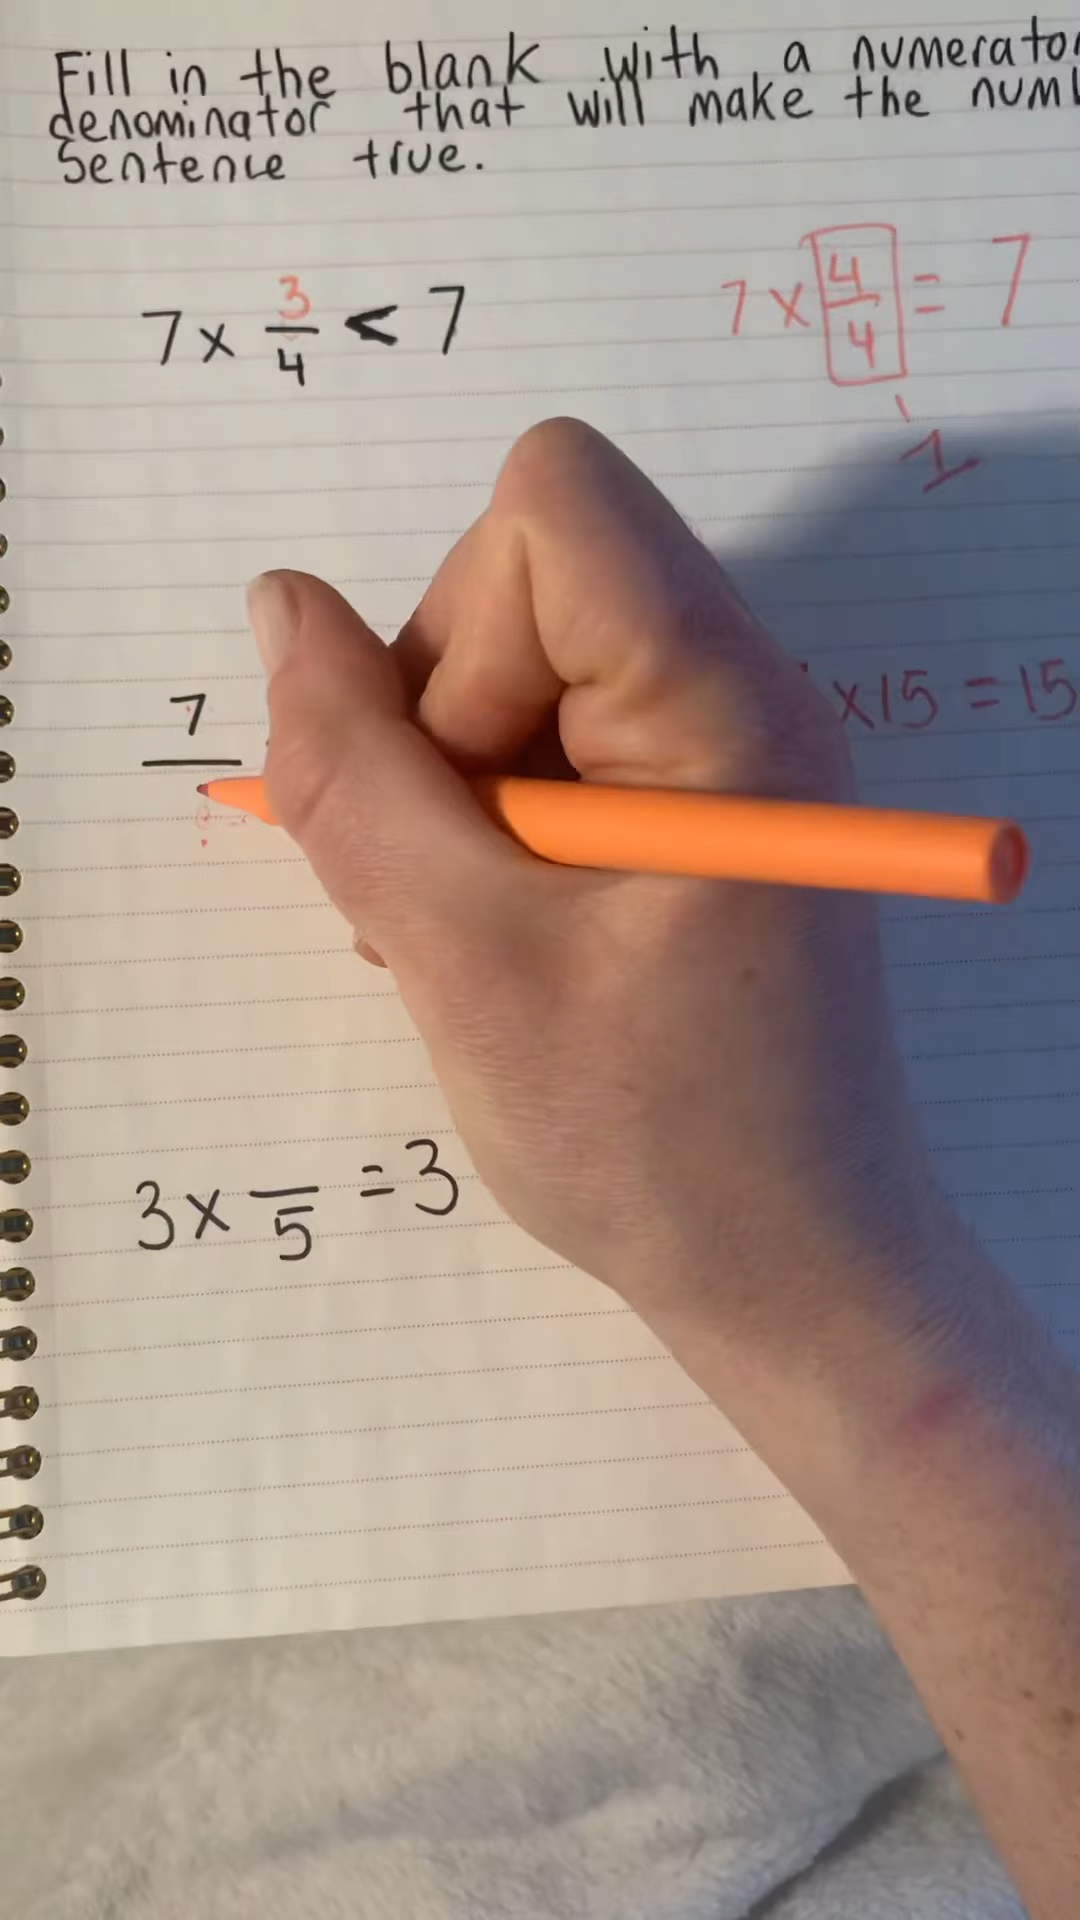 Fill in the blank with a numerator
denominator that will make the num
Sentence true.
7 x 3/4 < 7
7 x 4/4 = 7
1
7
x 15 = 15
3 x /5 = 3